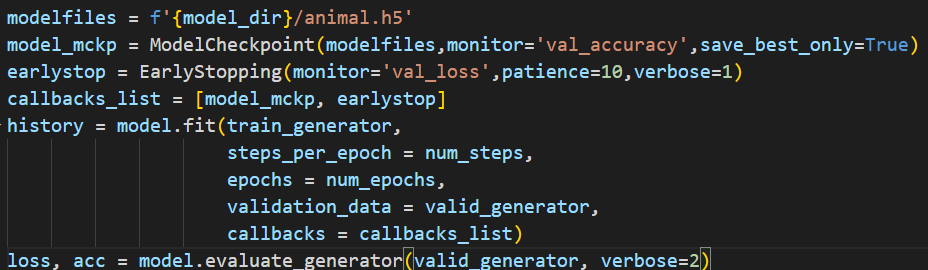 modelfiles = f'{model_dir}/animal.h5'
model_mckp = ModelCheckpoint(modelfiles,monitor='val_accuracy',save_best_only=True)
earlystop = EarlyStopping(monitor='val_loss',patience=10,verbose=1)
callbacks_list = [model_mckp, earlystop]
history = model.fit(train_generator,
                    steps_per_epoch = num_steps,
                    epochs = num_epochs,
                    validation_data = valid_generator,
                    callbacks = callbacks_list)
loss, acc = model.evaluate_generator(valid_generator, verbose=2)